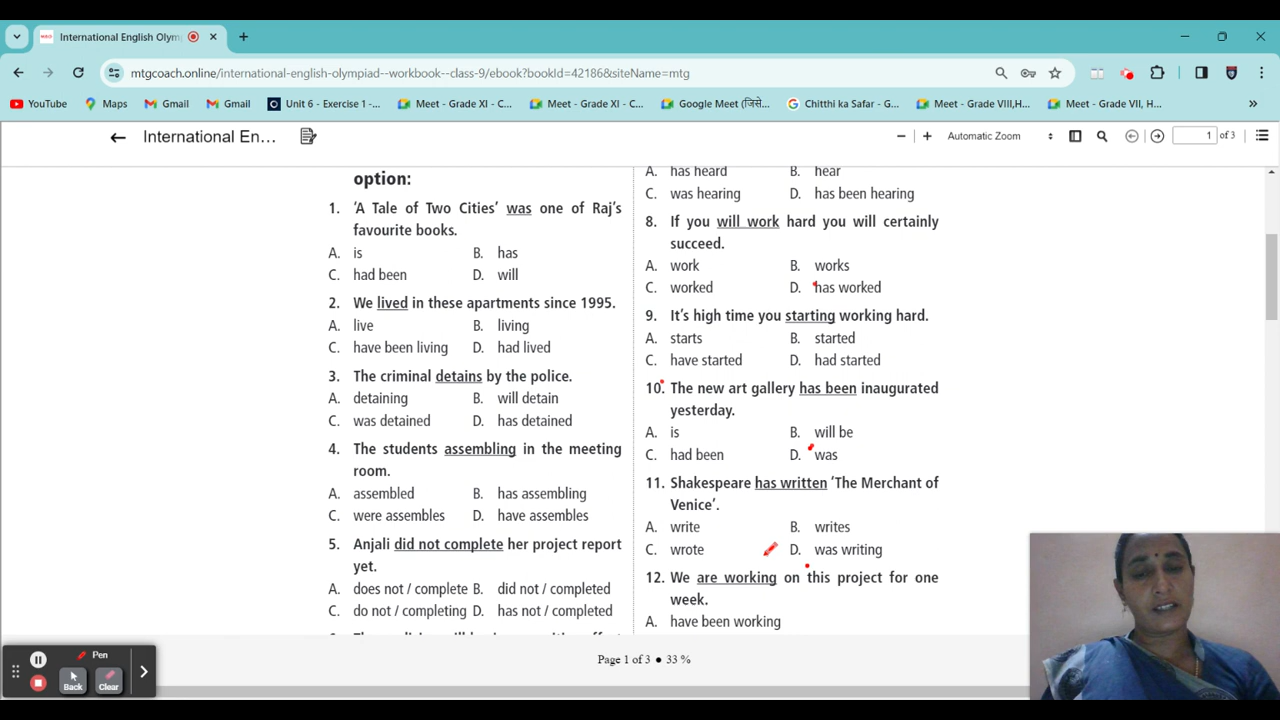 International English Olym
mtgcoach.online/international-english-olympiad--workbook--class-9/ebook?bookId=42186&siteName=mtg
YouTube Maps Gmail Gmail Unit 6 - Exercise 1 -... Meet - Grade XI - C... Meet - Grade XI - C... Google Meet (जिसे... Chitthi ka Safar - G... Meet - Grade VIII,H... Meet - Grade VII, H... »
International En... Automatic Zoom 1 of 3
option:
1. ‘A Tale of Two Cities’ was one of Raj’s
favourite books.
A. is B. has
C. had been D. will
2. We lived in these apartments since 1995.
A. live B. living
C. have been living D. had lived
3. The criminal detains by the police.
A. detaining B. will detain
C. was detained D. has detained
4. The students assembling in the meeting
room.
A. assembled B. has assembling
C. were assembles D. have assembles
5. Anjali did not complete her project report
yet.
A. does not / complete B. did not / completed
C. do not / completing D. has not / completed
A. has heard B. hear
C. was hearing D. has been hearing
8. If you will work hard you will certainly
succeed.
A. work B. works
C. worked D. has worked
9. It’s high time you starting working hard.
A. starts B. started
C. have started D. had started
10. The new art gallery has been inaugurated
yesterday.
A. is B. will be
C. had been D. was
11. Shakespeare has written ‘The Merchant of
Venice’.
A. write B. writes
C. wrote D. was writing
12. We are working on this project for one
week.
A. have been working
Page 1 of 3 ● 33 %
Pen
Back Clear